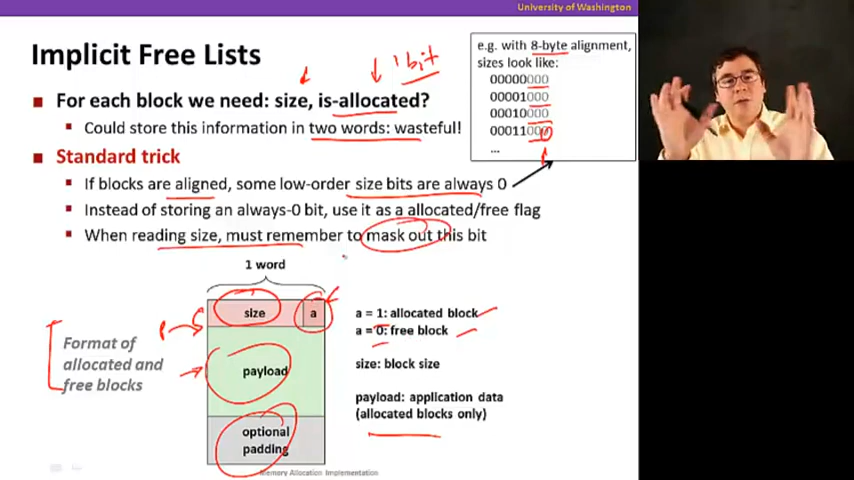 University of Washington
Implicit Free Lists
1 bit
For each block we need: size, is-allocated?
Could store this information in two words: wasteful!
Standard trick
If blocks are aligned, some low-order size bits are always 0
Instead of storing an always-0 bit, use it as a allocated/free flag
When reading size, must remember to mask out this bit
e.g. with 8-byte alignment,
sizes look like:
00000000
00001000
00010000
00011000
...
1 word
size
a
payload
optional
padding
Format of
allocated and
free blocks
a = 1: allocated block
a = 0: free block
size: block size
payload: application data
(allocated blocks only)
Memory Allocation Implementation